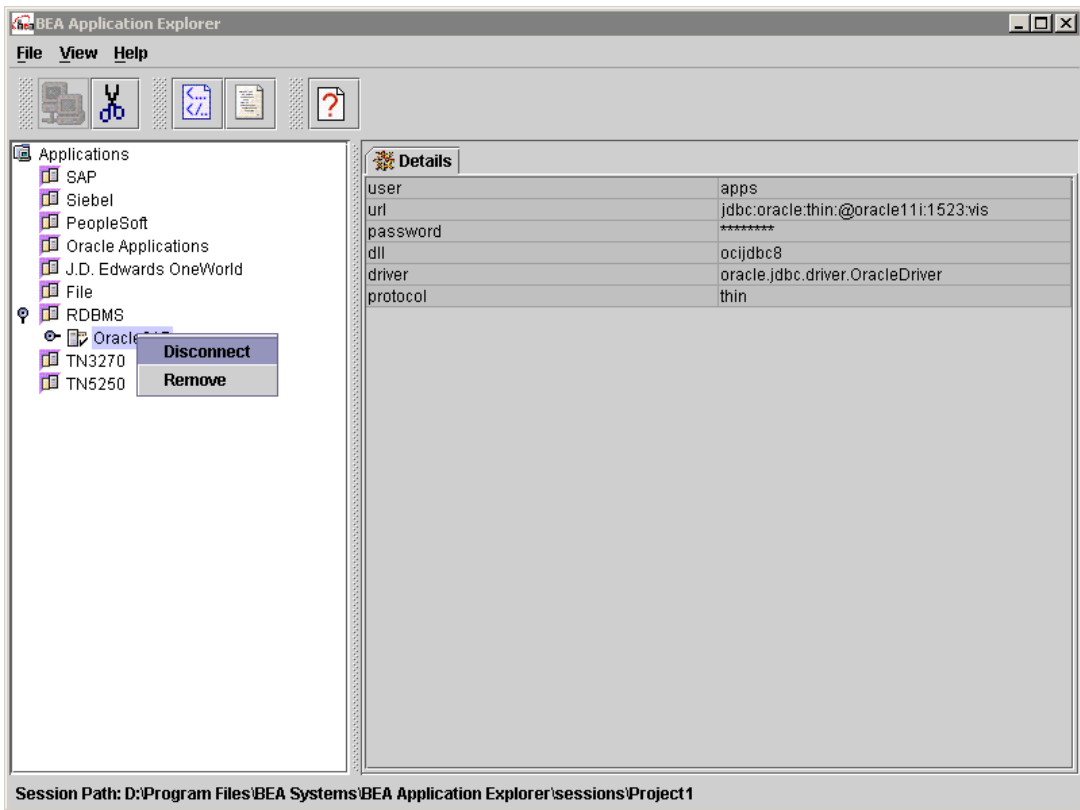 BEA Application Explorer
File View Help
Applications
SAP
Siebel
PeopleSoft
Oracle Applications
J.D. Edwards OneWorld
File
RDBMS
Disconnect
Remove
TN3270
TN5250
Details
user apps
url jdbc:oracle:thin:@oracle11i:1523:vis
password ********
dll ocijdbc8
driver oracle.jdbc.driver.OracleDriver
protocol thin
Session Path: D:\Program Files\BEA Systems\BEA Application Explorer\sessions\Project1